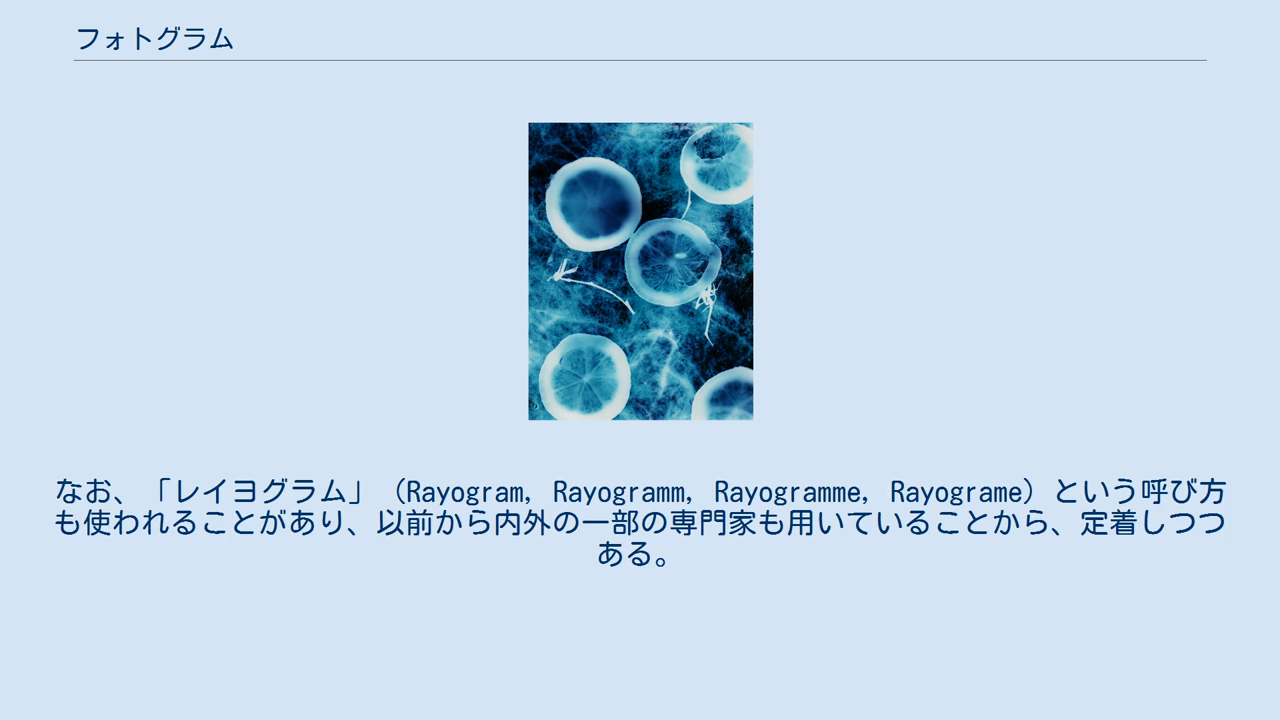 フォトグラム
なお、「レイヨグラム」（Rayogram, Rayogramm, Rayogramme, Rayograme）という呼び方
も使われることがあり、以前から内外の一部の専門家も用いていることから、定着しつつ
ある。